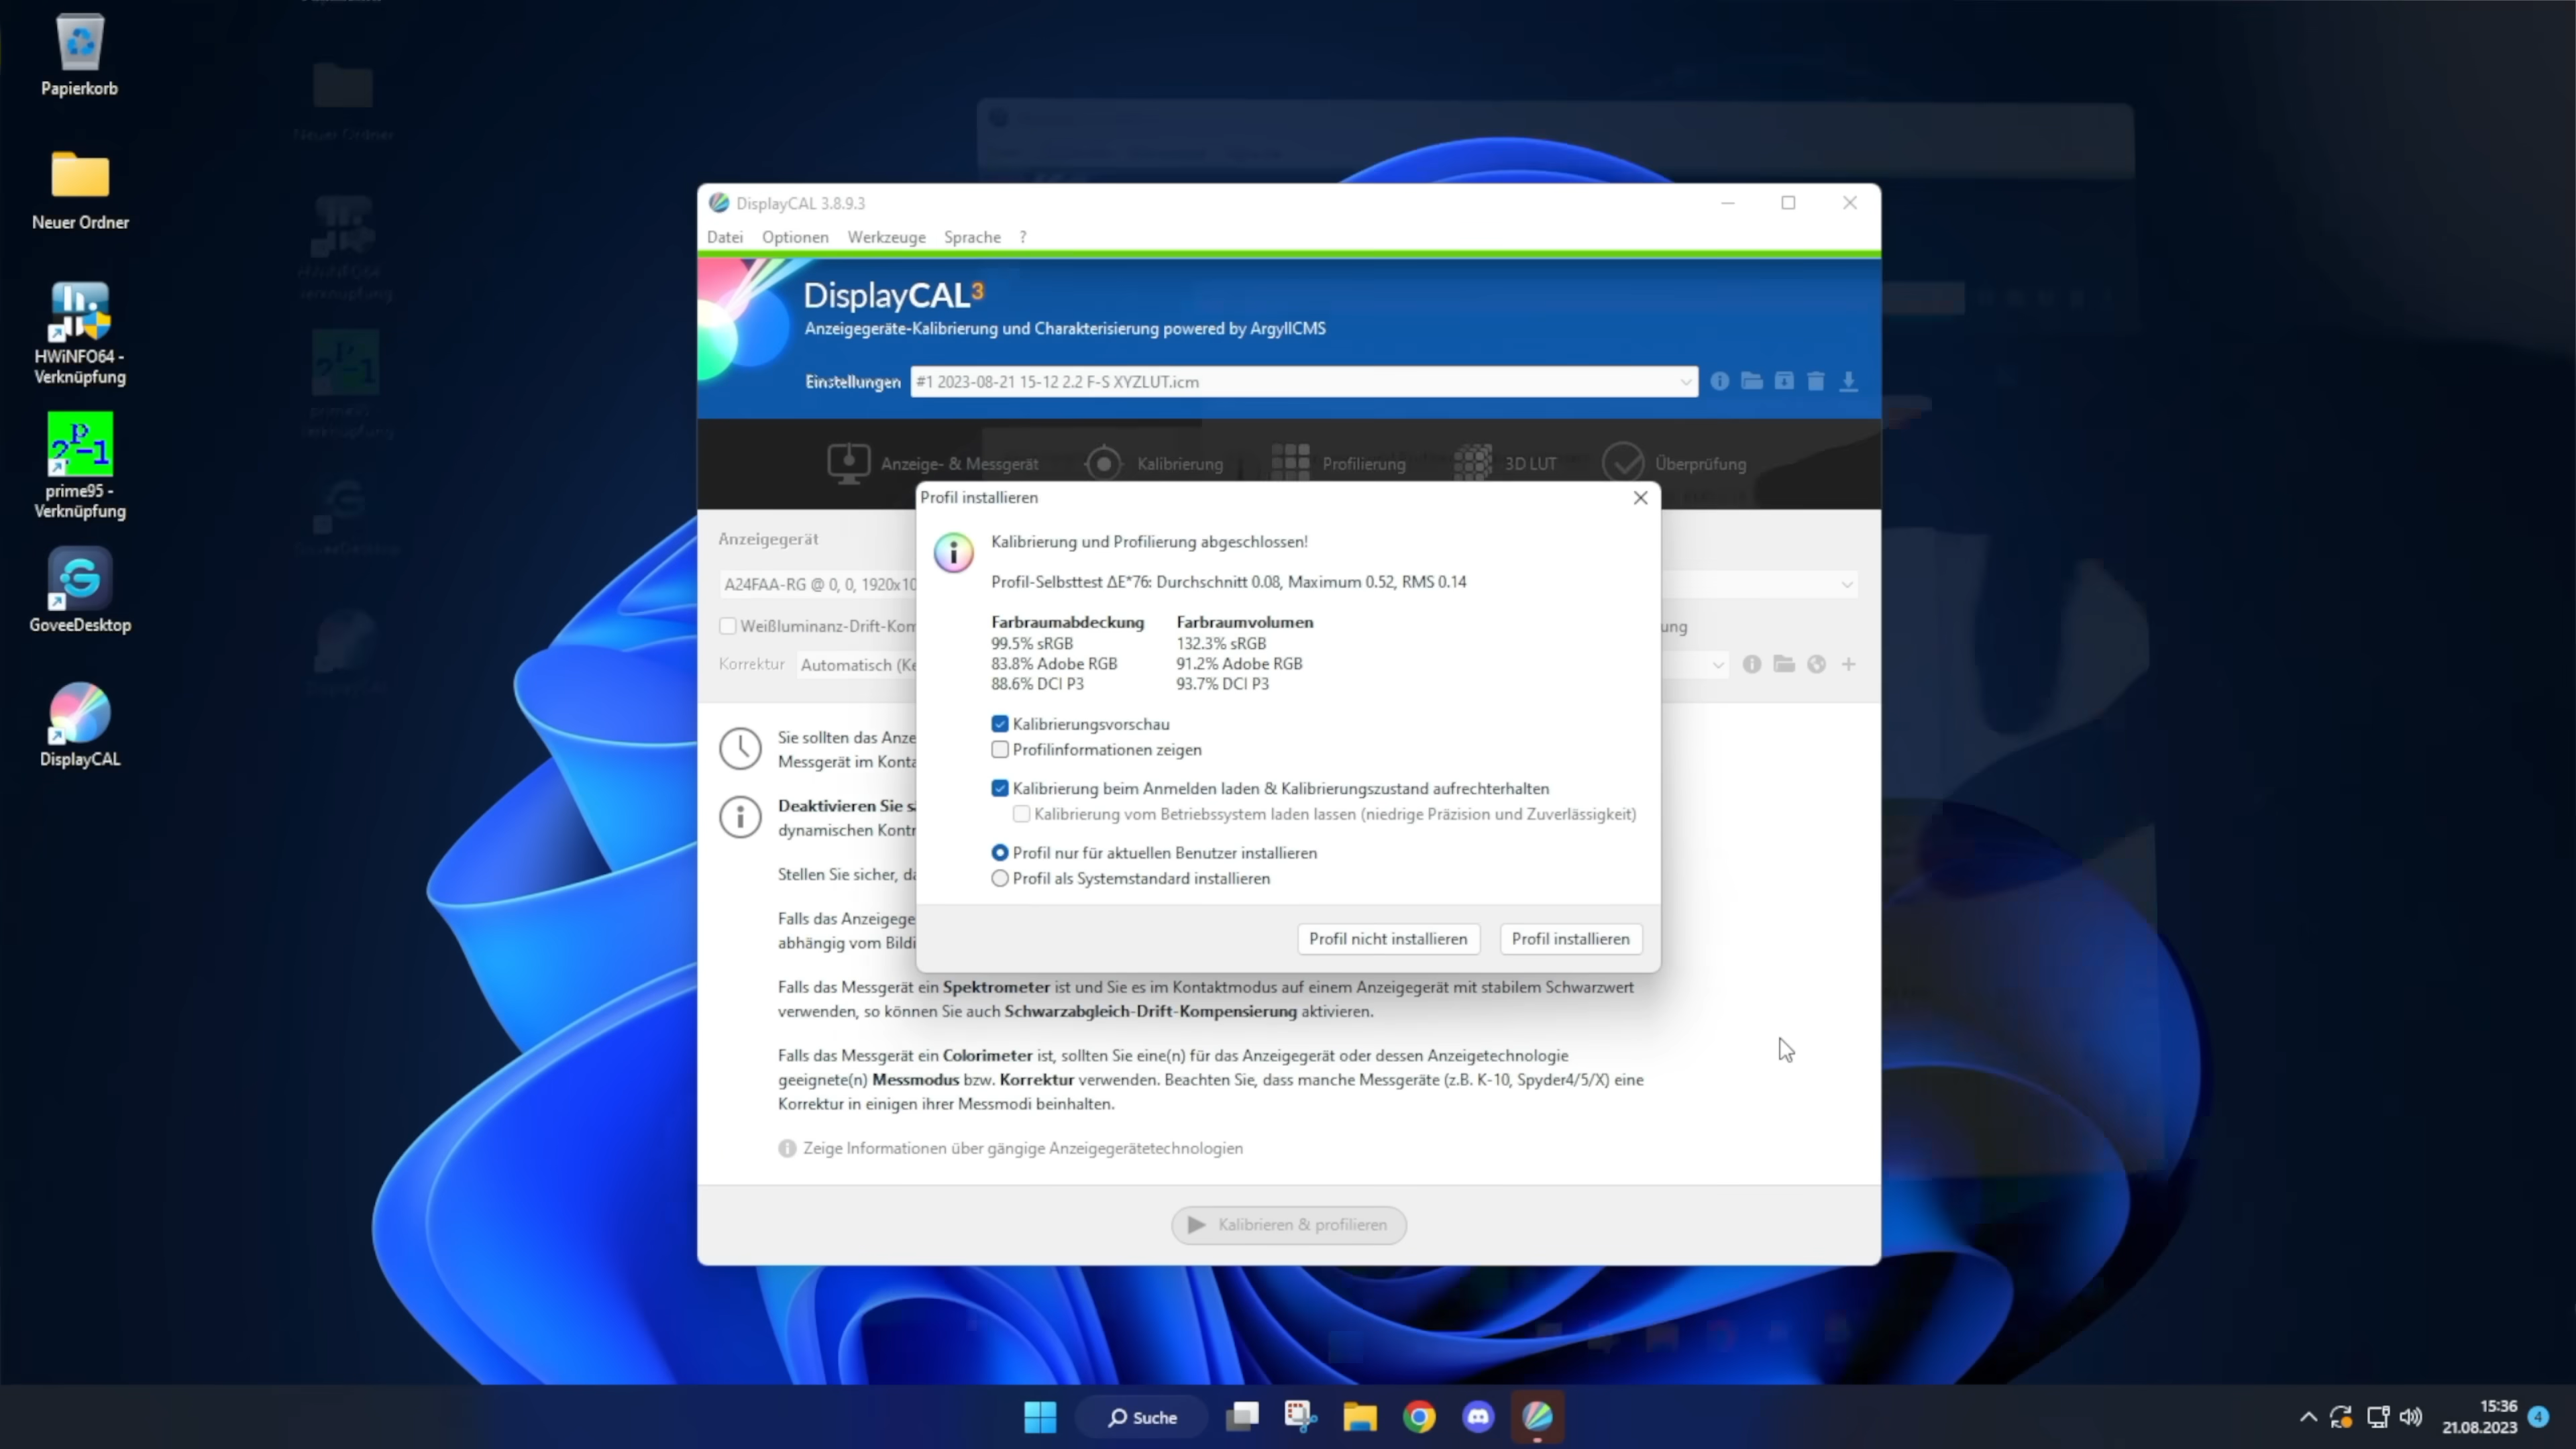 Papierkorb
Neuer Ordner
HWiNFO64 -
Verknüpfung
prime95 -
Verknüpfung
GoveeDesktop
DisplayCAL
DisplayCAL 3.8.9.3
Datei Optionen Werkzeuge Sprache ?
DisplayCAL3
Anzeigegeräte-Kalibrierung und Charakterisierung powered by ArgyllCMS
Einstellungen #1 2023-08-21 15-12 2.2 F-S XYZLUT.icm
Anzeige- & Messgerät Kalibrierung Profilierung 3D LUT Überprüfung
Anzeigegerät
A24FAA-RG @ 0, 0, 1920x10
Weißluminanz-Drift-Kom
ung
Korrektur Automatisch (Ke
Profil installieren
Kalibrierung und Profilierung abgeschlossen!
Profil-Selbsttest ΔE*76: Durchschnitt 0.08, Maximum 0.52, RMS 0.14
Farbraumabdeckung Farbraumvolumen
99.5% sRGB 132.3% sRGB
83.8% Adobe RGB 91.2% Adobe RGB
88.6% DCI P3 93.7% DCI P3
Kalibrierungsvorschau
Profilinformationen zeigen
Kalibrierung beim Anmelden laden & Kalibrierungszustand aufrechterhalten
Kalibrierung vom Betriebssystem laden lassen (niedrige Präzision und Zuverlässigkeit)
Profil nur für aktuellen Benutzer installieren
Profil als Systemstandard installieren
Profil nicht installieren Profil installieren
Sie sollten das Anze
Messgerät im Konta
Deaktivieren Sie s
dynamischen Kontr
Stellen Sie sicher, da
Falls das Anzeigege
abhängig vom Bildi
Falls das Messgerät ein Spektrometer ist und Sie es im Kontaktmodus auf einem Anzeigegerät mit stabilem Schwarzwert
verwenden, so können Sie auch Schwarzabgleich-Drift-Kompensierung aktivieren.
Falls das Messgerät ein Colorimeter ist, sollten Sie eine(n) für das Anzeigegerät oder dessen Anzeigetechnologie
geeignete(n) Messmodus bzw. Korrektur verwenden. Beachten Sie, dass manche Messgeräte (z.B. K-10, Spyder4/5/X) eine
Korrektur in einigen ihrer Messmodi beinhalten.
Zeige Informationen über gängige Anzeigegerätetechnologien
Kalibrieren & profilieren
Suche
15:36
21.08.2023
4